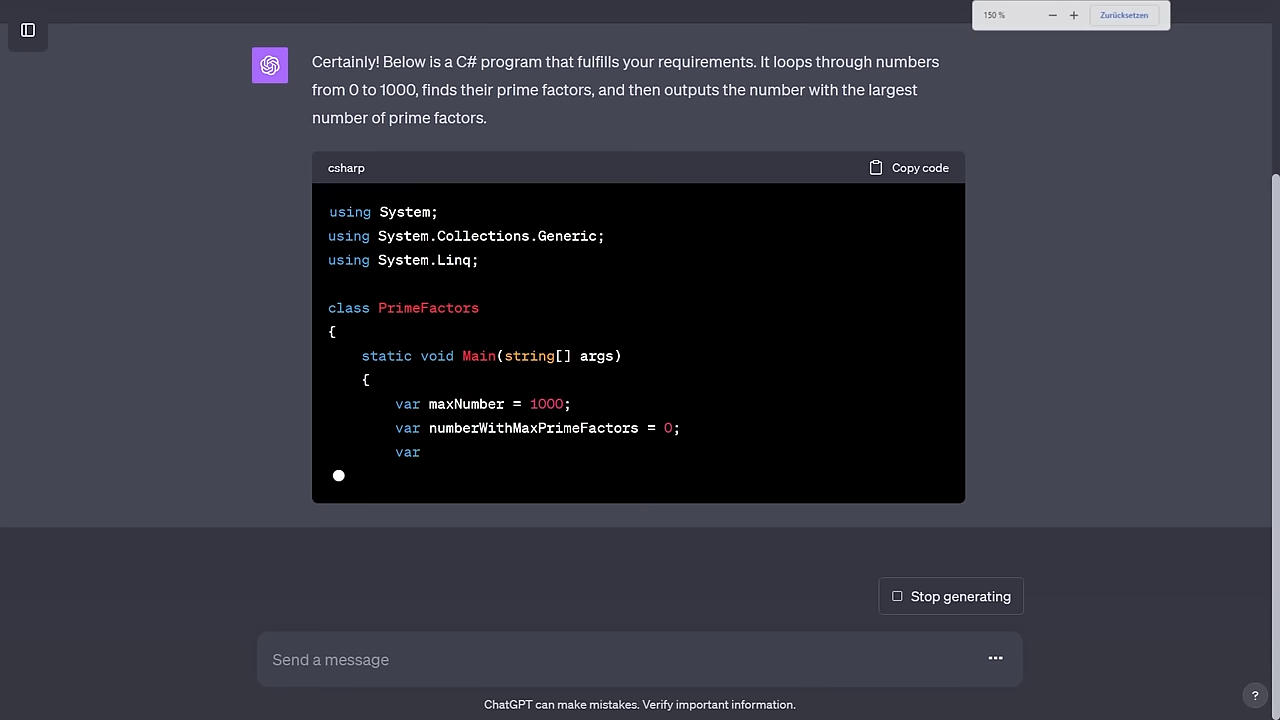 150 %
Zurücksetzen
Certainly! Below is a C# program that fulfills your requirements. It loops through numbers
from 0 to 1000, finds their prime factors, and then outputs the number with the largest
number of prime factors.
csharp
Copy code
using System;
using System.Collections.Generic;
using System.Linq;
class PrimeFactors
{
static void Main(string[] args)
{
var maxNumber = 1000;
var numberWithMaxPrimeFactors = 0;
var
Stop generating
Send a message
ChatGPT can make mistakes. Verify important information.
?